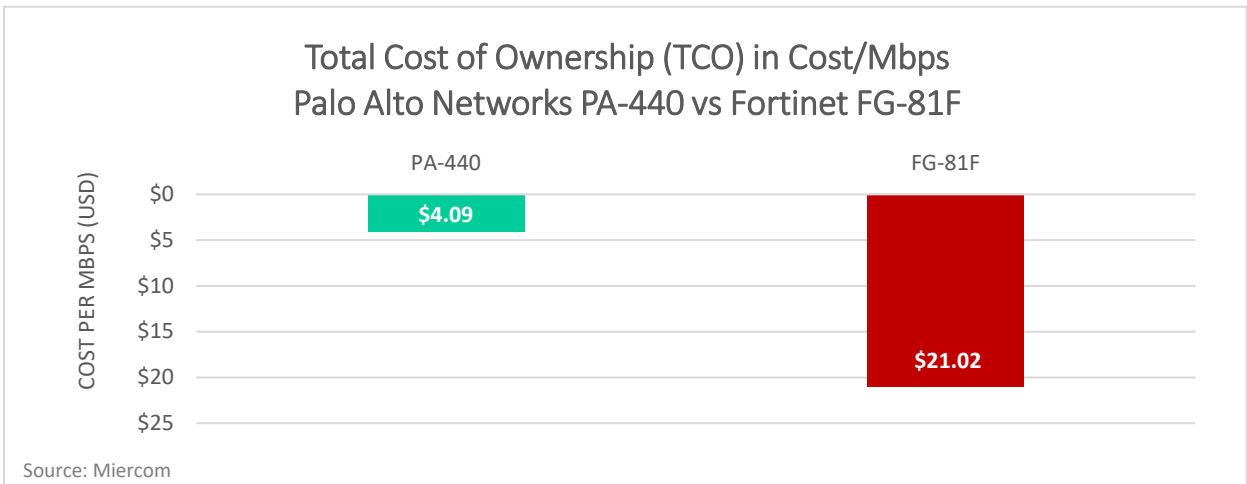 Total Cost of Ownership (TCO) in Cost/Mbps
Palo Alto Networks PA-440 vs Fortinet FG-81F
PA-440
FG-81F
COST PER MBPS (USD)
$0
$5
$10
$15
$20
$25
$4.09
$21.02
Source: Miercom